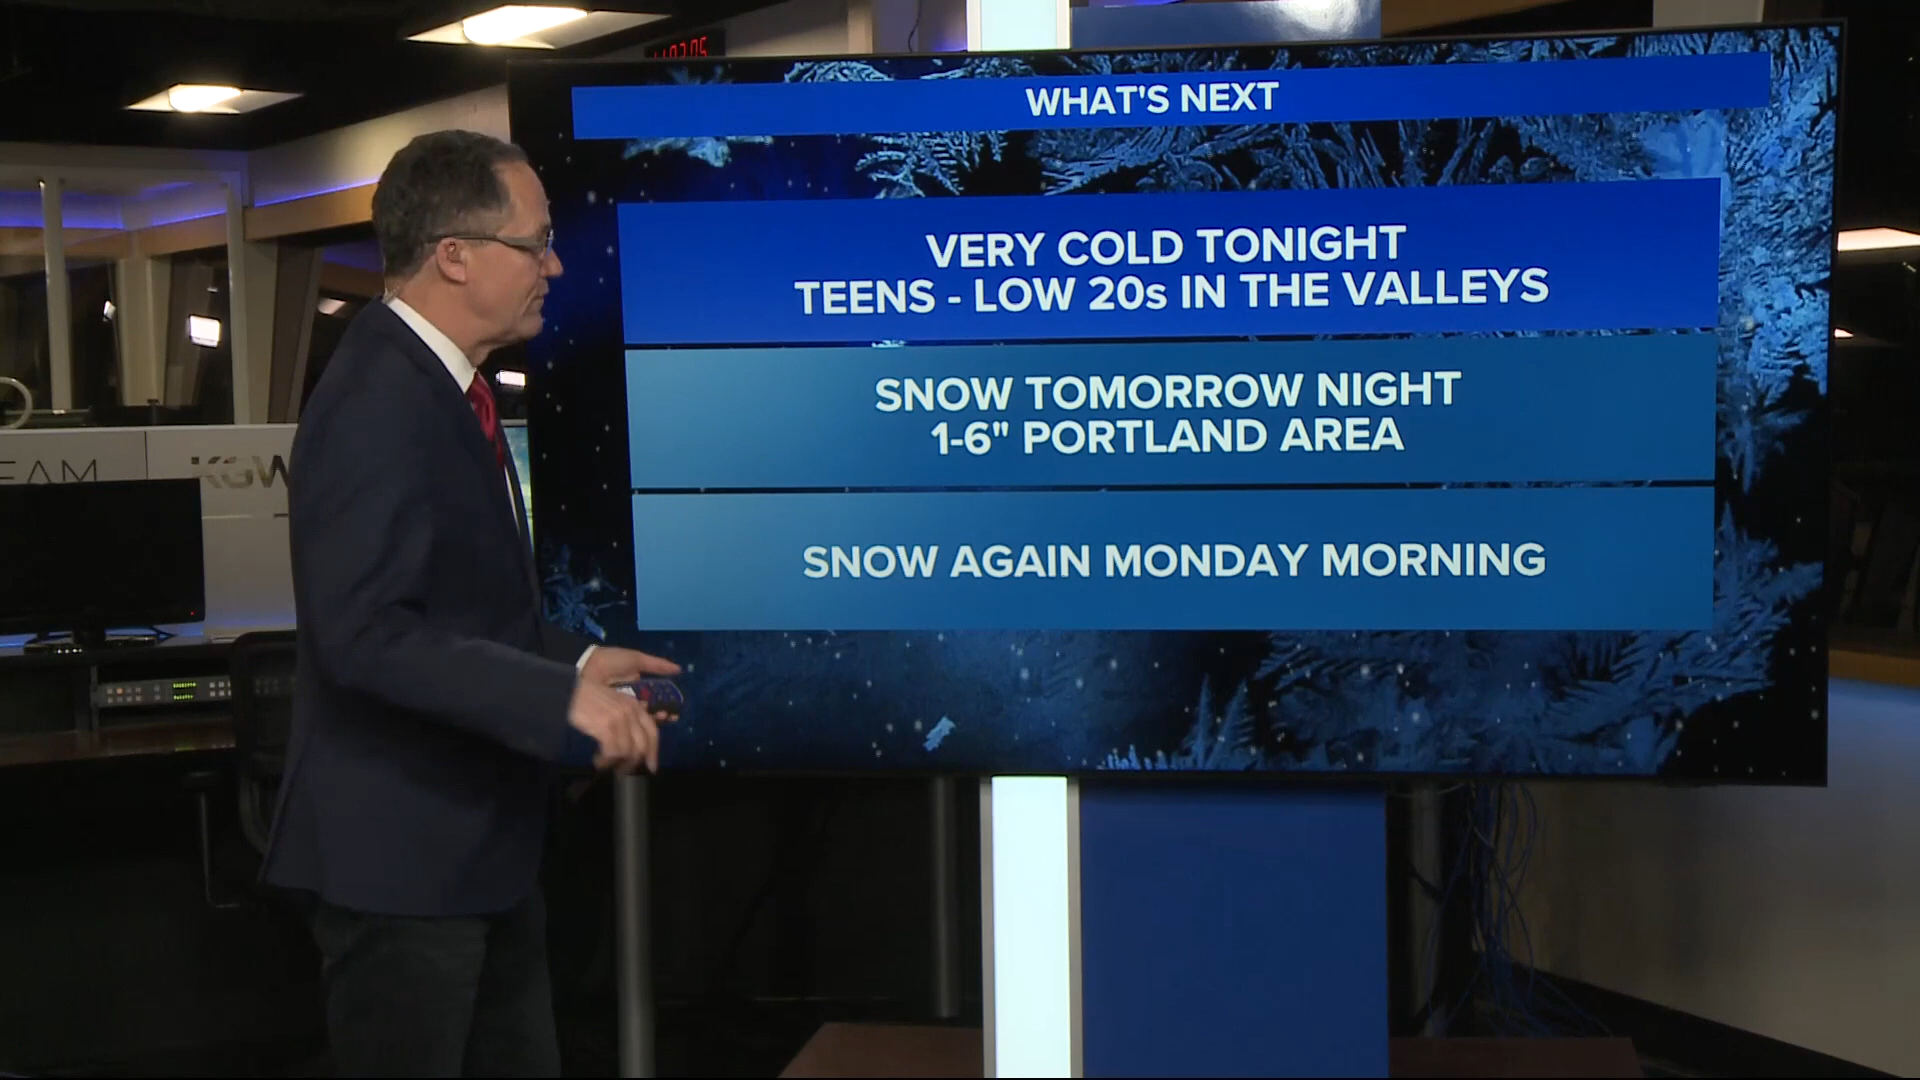 WHAT'S NEXT
VERY COLD TONIGHT
TEENS - LOW 20s IN THE VALLEYS
SNOW TOMORROW NIGHT
1-6" PORTLAND AREA
SNOW AGAIN MONDAY MORNING
KGW